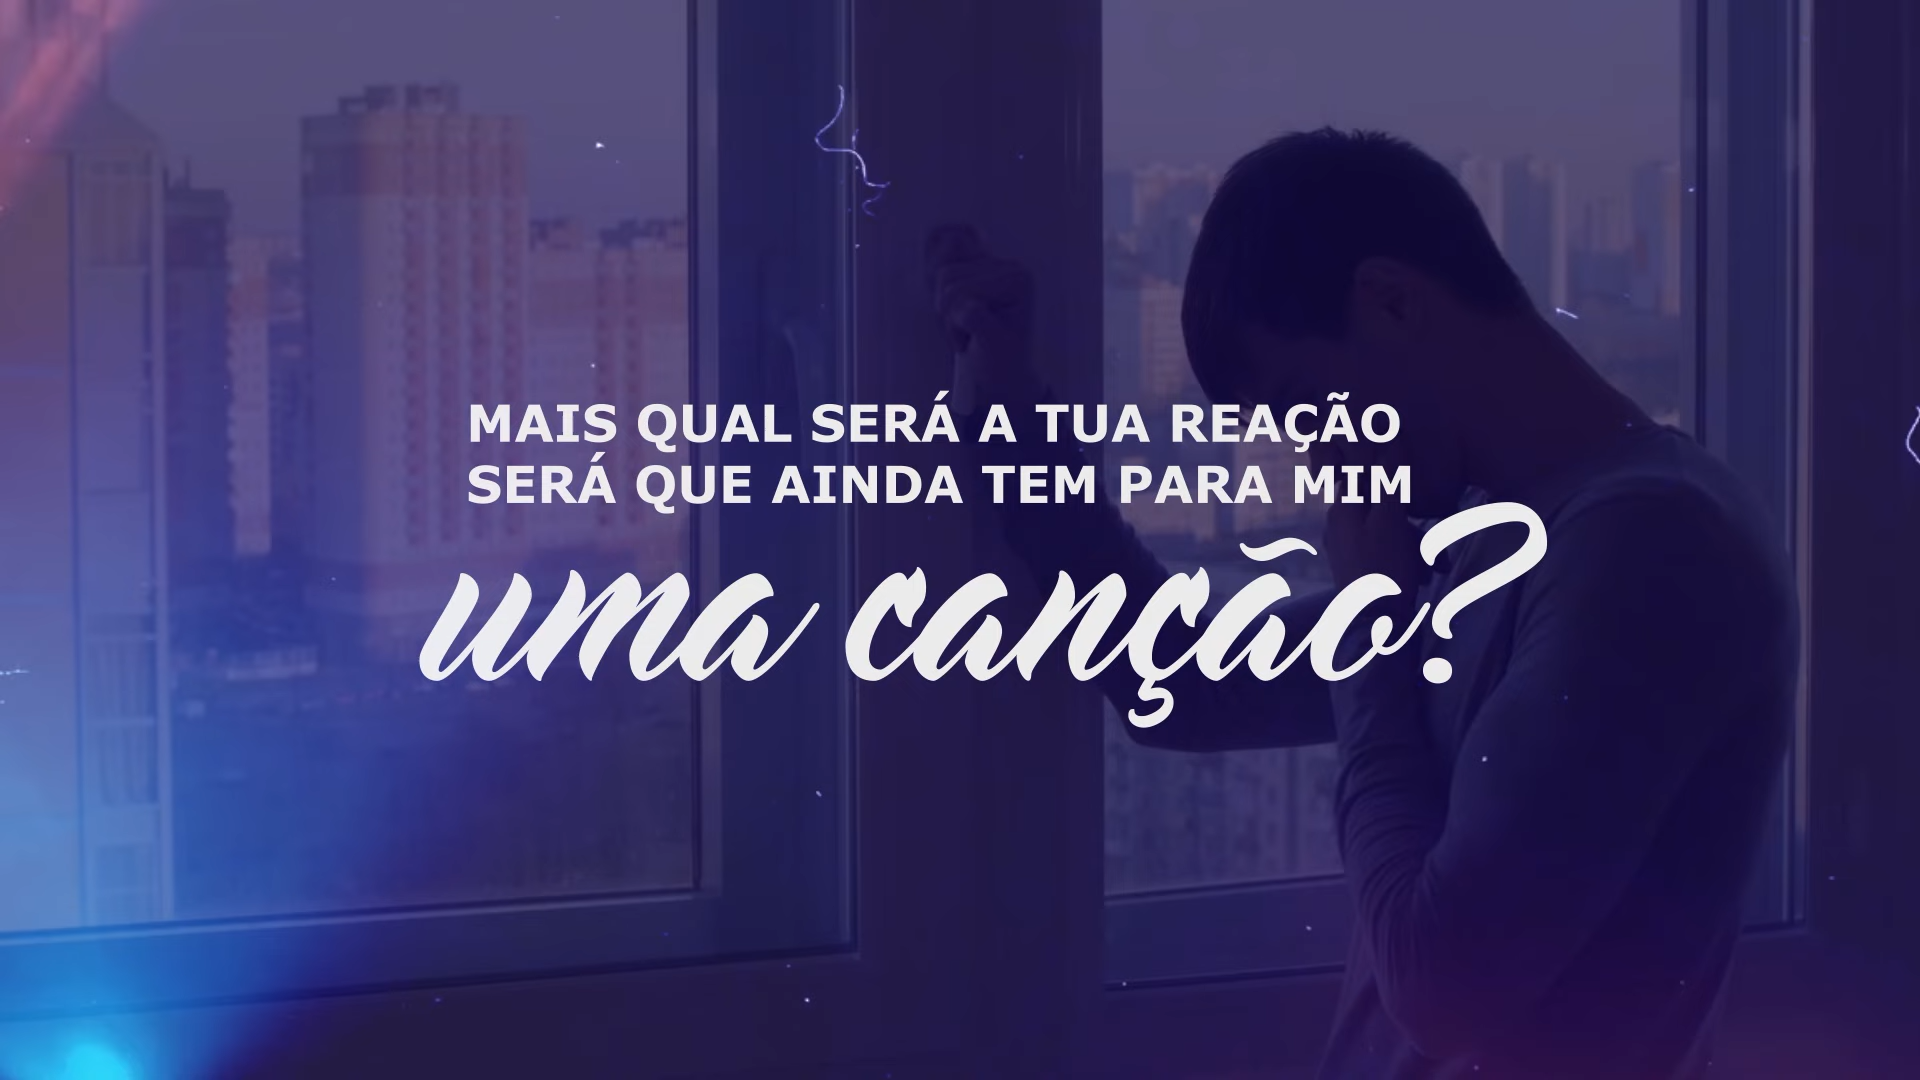 MAIS QUAL SERÁ A TUA REAÇÃO
SERÁ QUE AINDA TEM PARA MIM
uma canção?